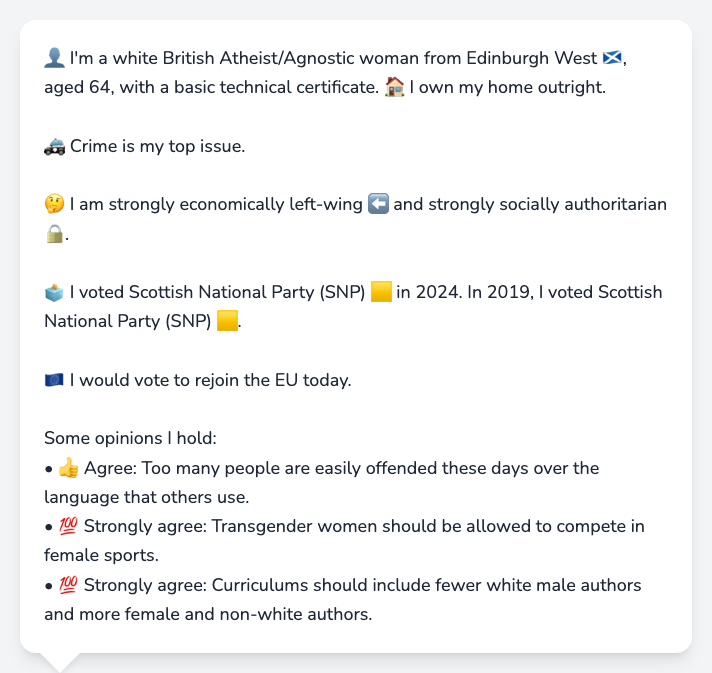 👤 I'm a white British Atheist/Agnostic woman from Edinburgh West 🏴󠁧󠁢󠁳󠁣󠁴󠁿,
aged 64, with a basic technical certificate. 🏠 I own my home outright.
🚓 Crime is my top issue.
🤔 I am strongly economically left-wing ⬅️ and strongly socially authoritarian
🔒.
🗳️ I voted Scottish National Party (SNP) 🟨 in 2024. In 2019, I voted Scottish
National Party (SNP) 🟨.
🇪🇺 I would vote to rejoin the EU today.
Some opinions I hold:
• 👍 Agree: Too many people are easily offended these days over the
language that others use.
• 💯 Strongly agree: Transgender women should be allowed to compete in
female sports.
• 💯 Strongly agree: Curriculums should include fewer white male authors
and more female and non-white authors.